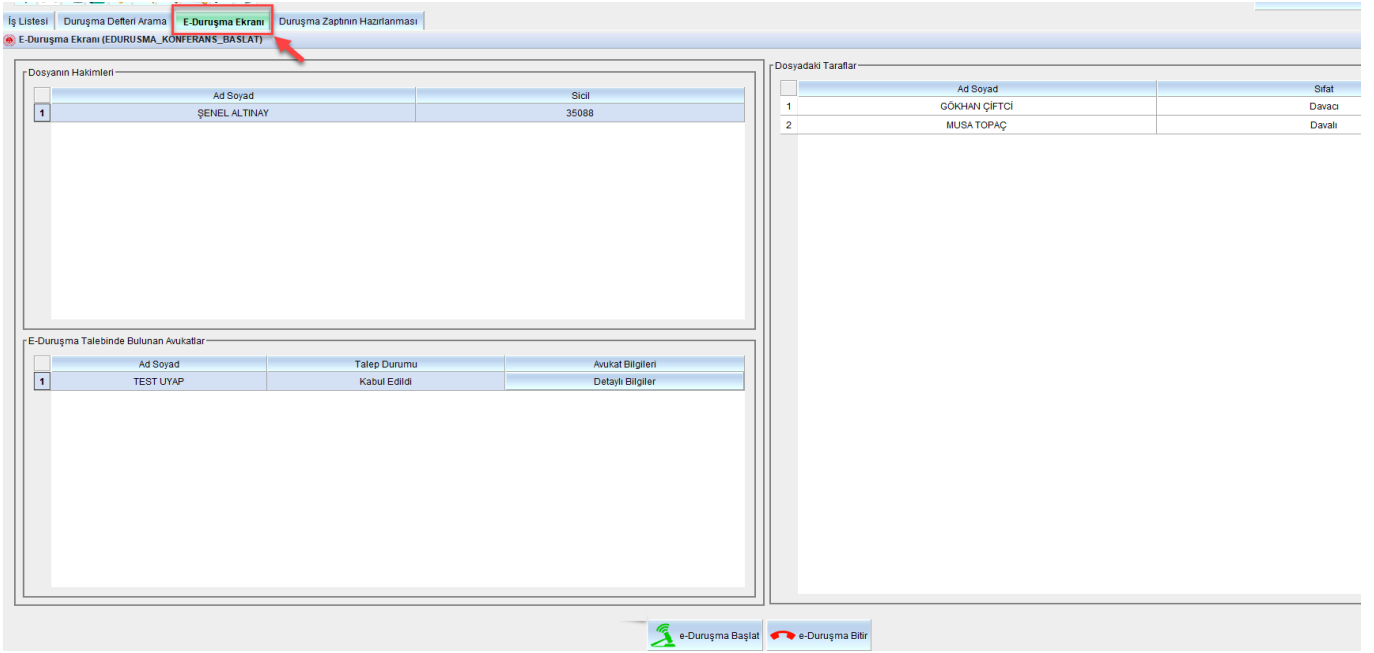 İş Listesi Duruşma Defteri Arama E-Duruşma Ekranı Duruşma Zaptının Hazırlanması
E-Duruşma Ekranı (EDURUSMA_KONFERANS_BASLAT)
Dosyanın Hakimleri
Ad Soyad Sicil
1 ŞENEL ALTINAY 35088
E-Duruşma Talebinde Bulunan Avukatlar
Ad Soyad Talep Durumu Avukat Bilgileri
1 TEST UYAP Kabul Edildi Detaylı Bilgiler
Dosyadaki Taraflar
Ad Soyad Sıfat
1 GÖKHAN ÇİFTCİ Davacı
2 MUSA TOPAÇ Davalı
e-Duruşma Başlat e-Duruşma Bitir